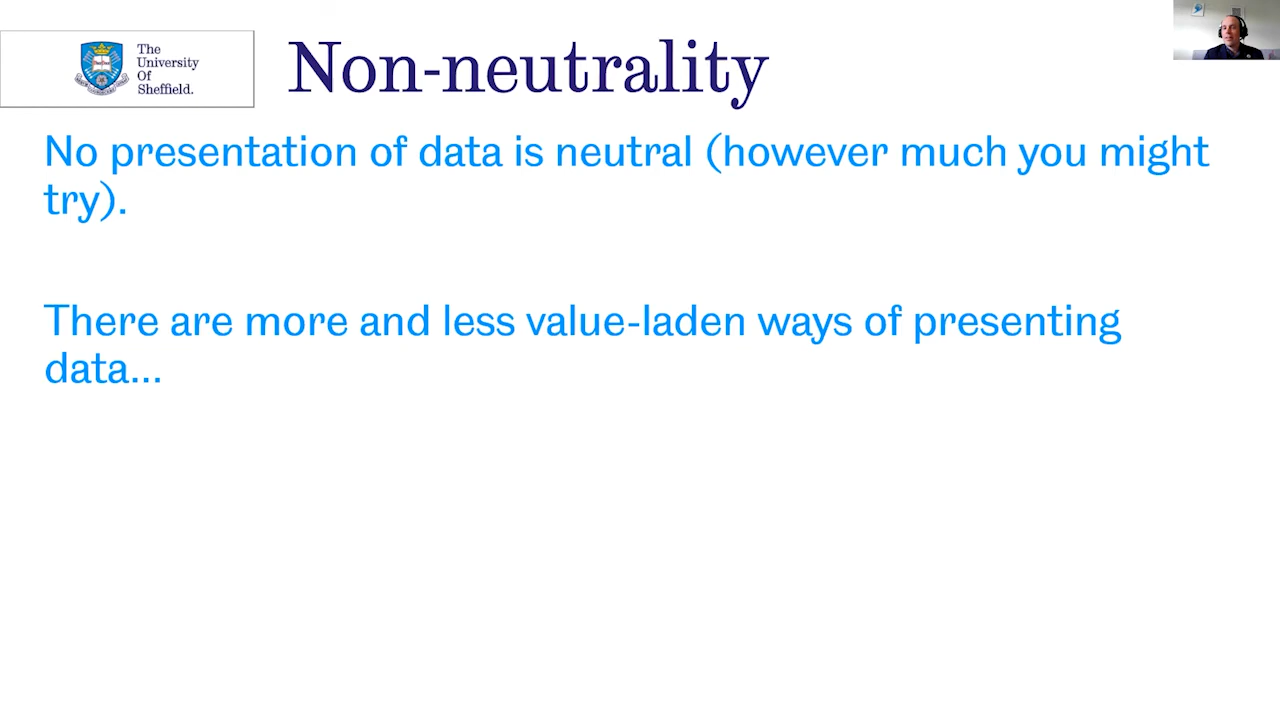 The
University
Of
Sheffield.
Non-neutrality
No presentation of data is neutral (however much you might
try).
There are more and less value-laden ways of presenting
data...